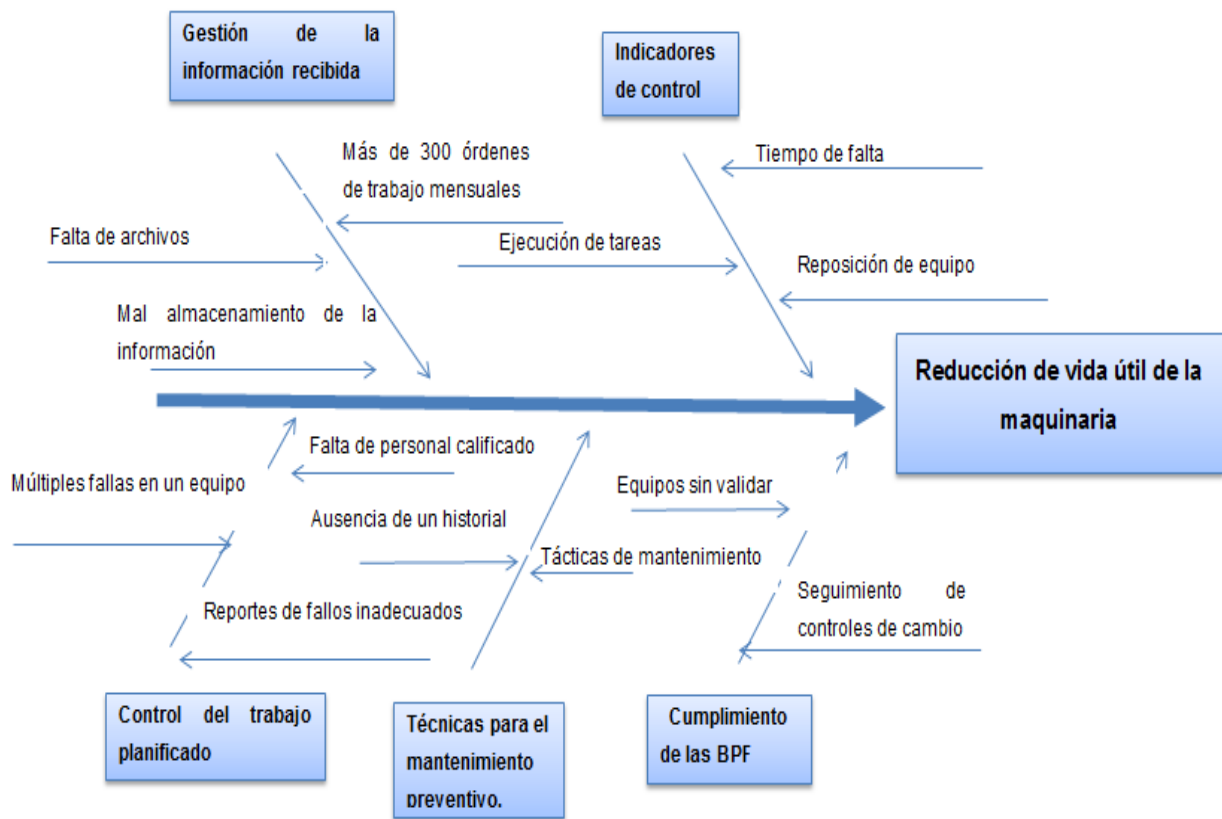 Gestión de la
información recibida
Indicadores
de control
Más de 300 órdenes
de trabajo mensuales
Tiempo de falta
Falta de archivos
Ejecución de tareas
Reposición de equipo
Mal almacenamiento de la
información
Reducción de vida útil de la
maquinaria
Falta de personal calificado
Múltiples fallas en un equipo
Equipos sin validar
Ausencia de un historial
Tácticas de mantenimiento
Reportes de fallos inadecuados
Seguimiento de
controles de cambio
Control del trabajo
planificado
Técnicas para el
mantenimiento
preventivo.
Cumplimiento
de las BPF